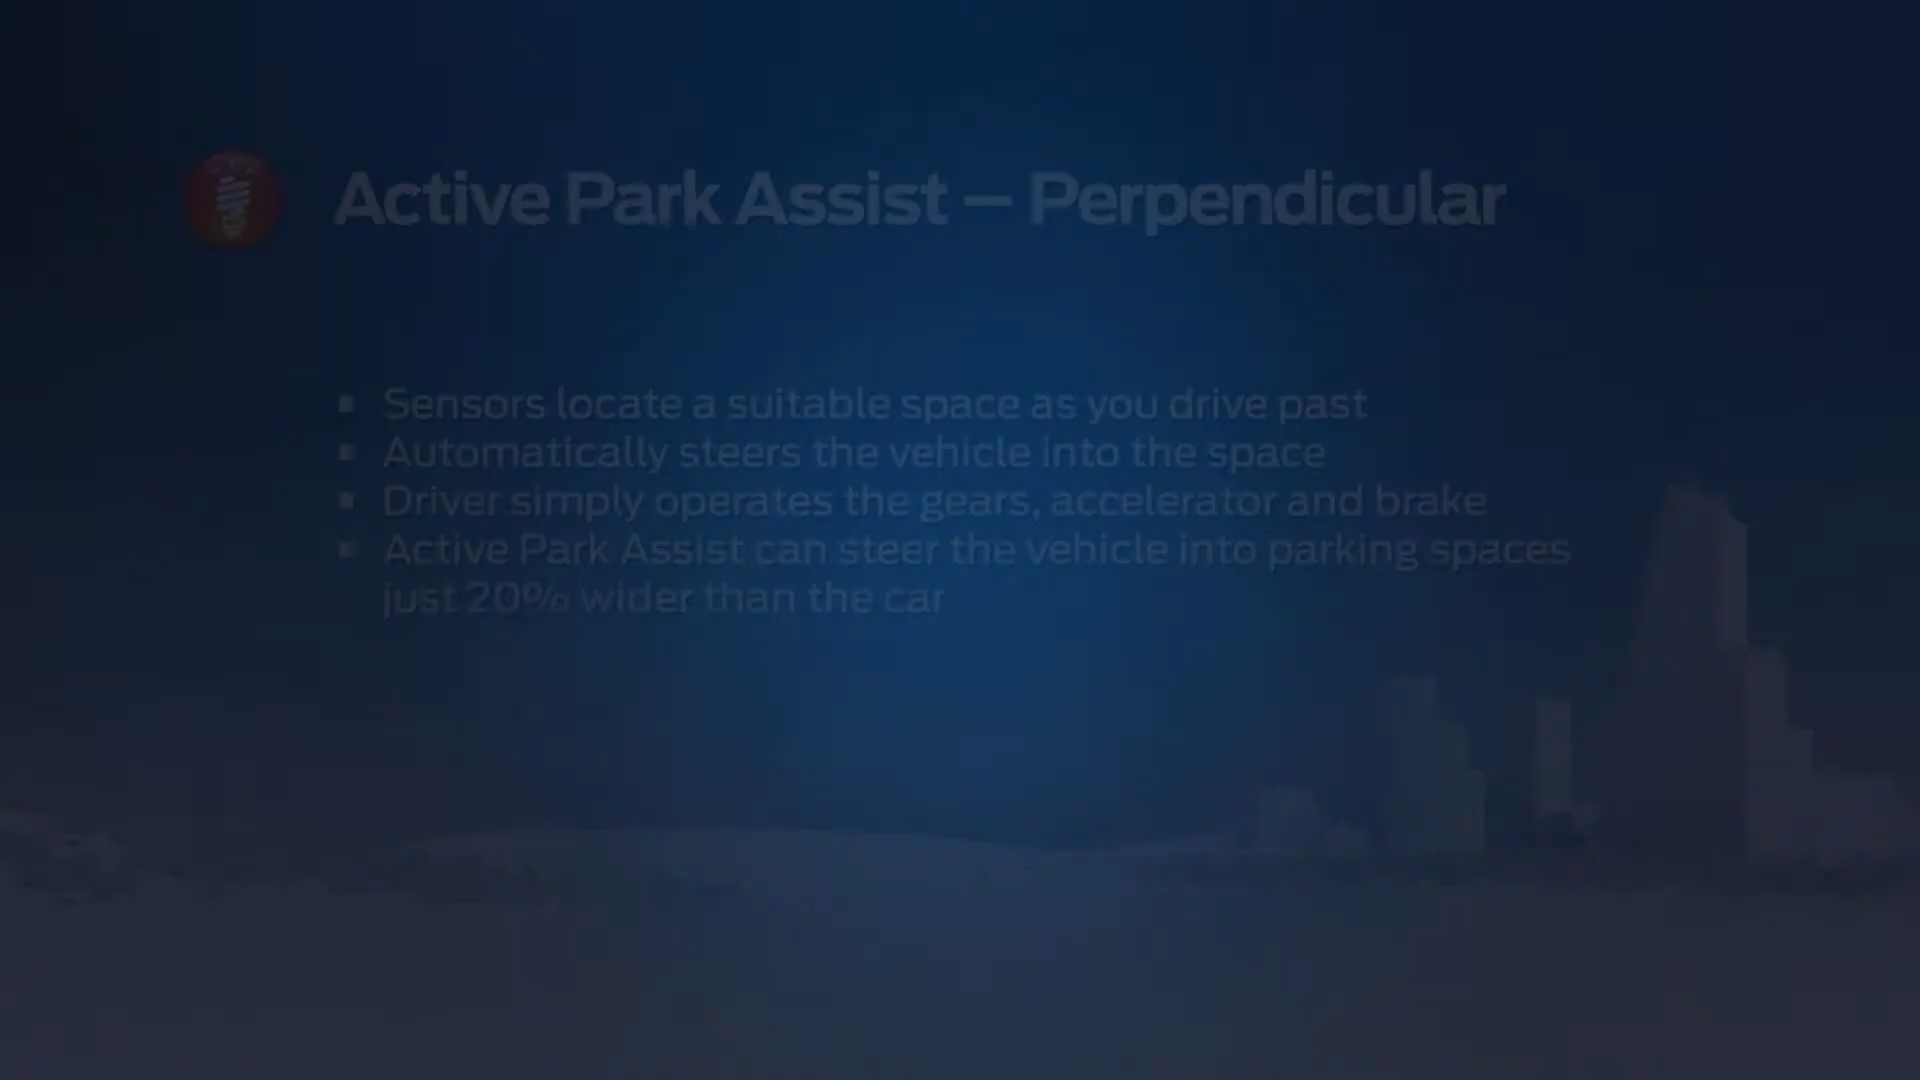 Active Park Assist – Perpendicular
▪ Sensors locate a suitable space as you drive past
▪ Automatically steers the vehicle into the space
▪ Driver simply operates the gears, accelerator and brake
▪ Active Park Assist can steer the vehicle into parking spaces
just 20% wider than the car